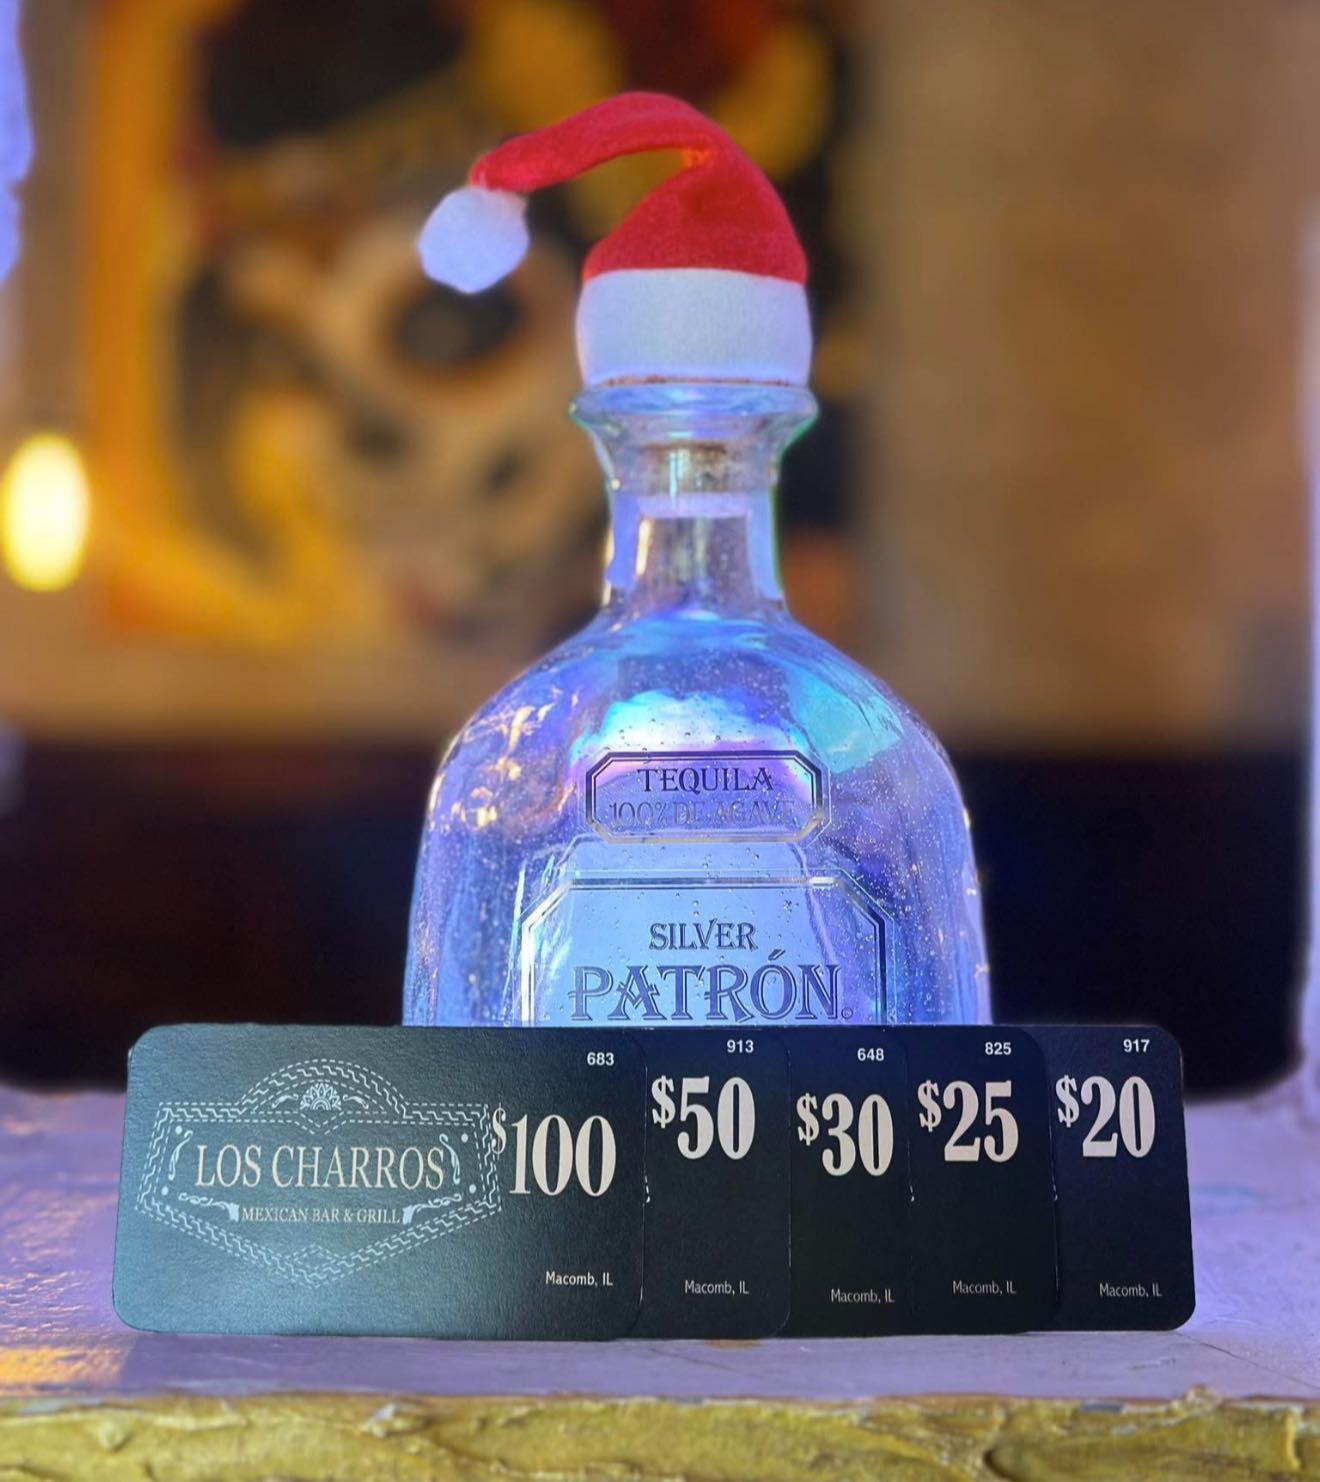 TEQUILA
100% DE AGAVE
SILVER
PATRÓN
683
LOS CHARROS
MEXICAN BAR & GRILL
$100
Macomb, IL
913
$50
Macomb, IL
648
$30
Macomb, IL
825
$25
Macomb, IL
917
$20
Macomb, IL